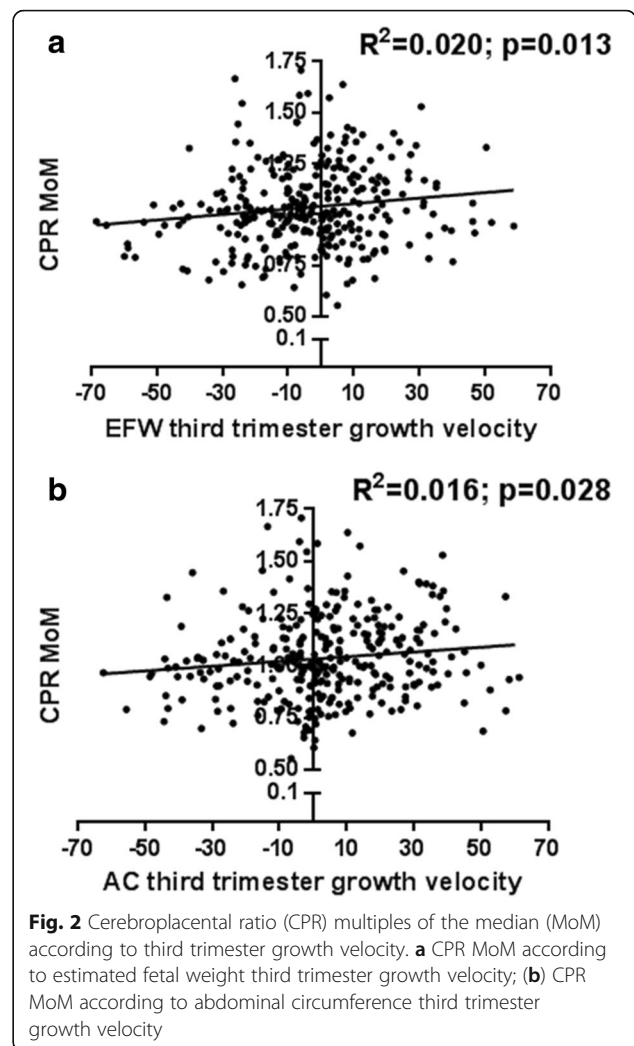 a
R²=0.020; p=0.013
1.75
1.50
1.25
0.75
0.50
0.1
CPR MoM
-70 -50 -30 -10 10 30 50 70
EFW third trimester growth velocity
b
R²=0.016; p=0.028
1.75
1.50
1.25
1.00
0.75
0.50
0.1
CPR MoM
-70 -50 -30 -10 10 30 50 70
AC third trimester growth velocity
Fig. 2 Cerebroplacental ratio (CPR) multiples of the median (MoM)
according to third trimester growth velocity. a CPR MoM according
to estimated fetal weight third trimester growth velocity; (b) CPR
MoM according to abdominal circumference third trimester
growth velocity